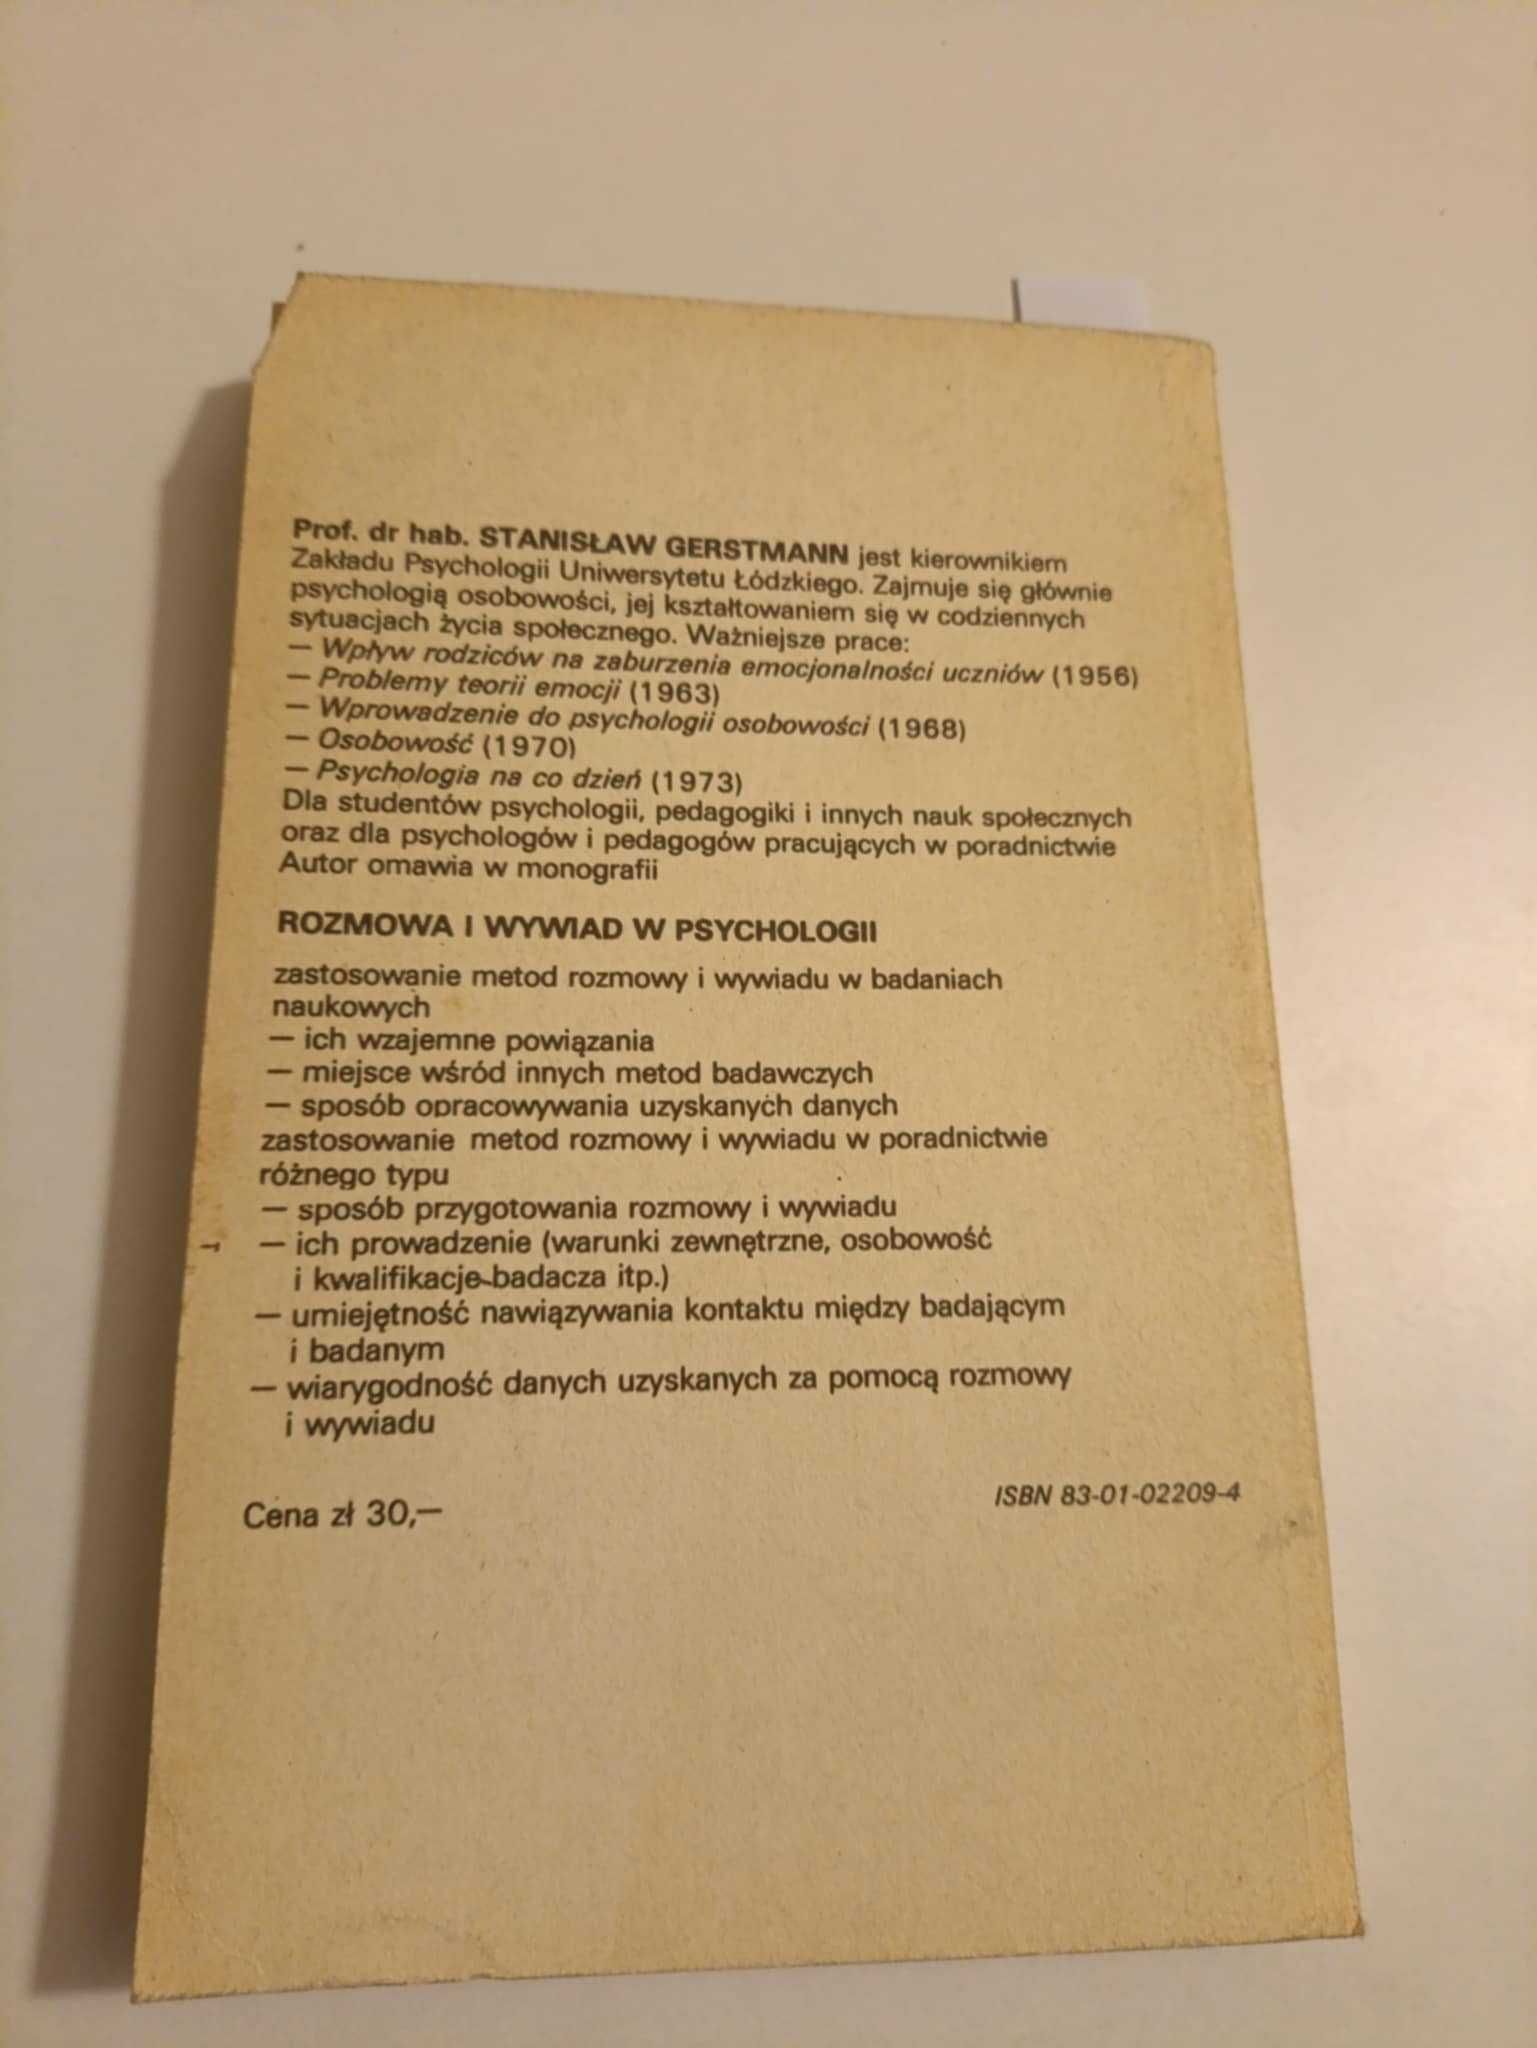 Prof. dr hab. STANISŁAW GERSTMANN jest kierownikiem
Zakładu Psychologii Uniwersytetu Łódzkiego. Zajmuje się głównie
psychologią osobowości, jej kształtowaniem się w codziennych
sytuacjach życia społecznego. Ważniejsze prace:
— Wpływ rodziców na zaburzenia emocjonalności uczniów (1956)
— Problemy teorii emocji (1963)
— Wprowadzenie do psychologii osobowości (1968)
— Osobowość (1970)
— Psychologia na co dzień (1973)
Dla studentów psychologii, pedagogiki i innych nauk społecznych
oraz dla psychologów i pedagogów pracujących w poradnictwie
Autor omawia w monografii
ROZMOWA I WYWIAD W PSYCHOLOGII
zastosowanie metod rozmowy i wywiadu w badaniach
naukowych
— ich wzajemne powiązania
— miejsce wśród innych metod badawczych
— sposób opracowywania uzyskanych danych
zastosowanie metod rozmowy i wywiadu w poradnictwie
różnego typu
— sposób przygotowania rozmowy i wywiadu
— ich prowadzenie (warunki zewnętrzne, osobowość
i kwalifikacje badacza itp.)
— umiejętność nawiązywania kontaktu między badającym
i badanym
— wiarygodność danych uzyskanych za pomocą rozmowy
i wywiadu
Cena zł 30,—
ISBN 83-01-02209-4